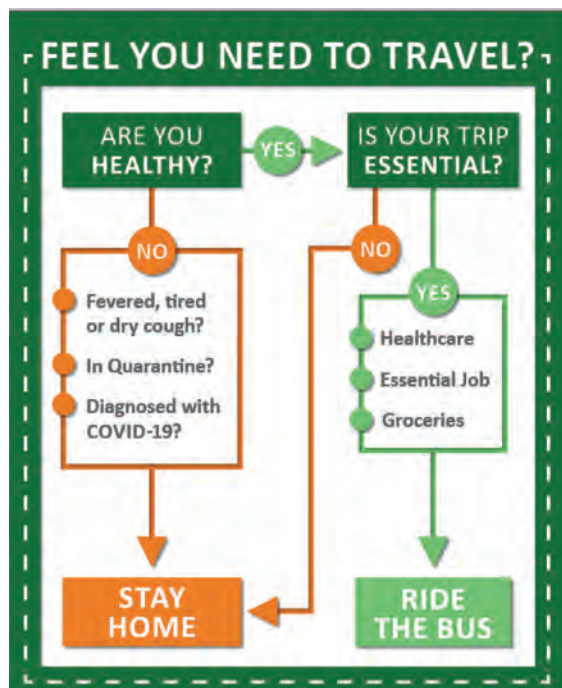 FEEL YOU NEED TO TRAVEL?
ARE YOU
HEALTHY?
YES
IS YOUR TRIP
ESSENTIAL?
NO
Fevered, tired
or dry cough?
In Quarantine?
Diagnosed with
COVID-19?
NO
YES
Healthcare
Essential Job
Groceries
STAY
HOME
RIDE
THE BUS